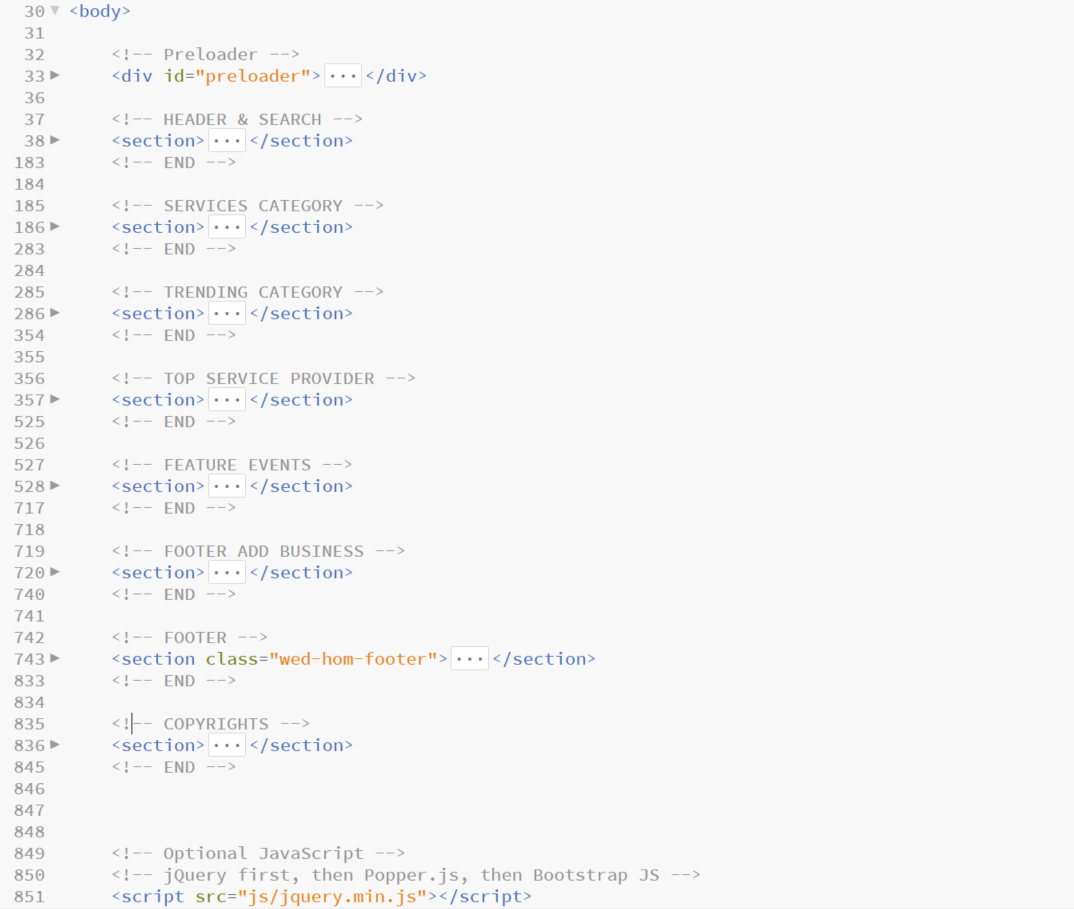 30 <body>
31
32 <!-- Preloader -->
33 <div id="preloader">···</div>
36
37 <!-- HEADER & SEARCH -->
38 <section>···</section>
183 <!-- END -->
184
185 <!-- SERVICES CATEGORY -->
186 <section>···</section>
283 <!-- END -->
284
285 <!-- TRENDING CATEGORY -->
286 <section>···</section>
354 <!-- END -->
355
356 <!-- TOP SERVICE PROVIDER -->
357 <section>···</section>
525 <!-- END -->
526
527 <!-- FEATURE EVENTS -->
528 <section>···</section>
717 <!-- END -->
718
719 <!-- FOOTER ADD BUSINESS -->
720 <section>···</section>
740 <!-- END -->
741
742 <!-- FOOTER -->
743 <section class="wed-hom-footer">···</section>
833 <!-- END -->
834
835 <!-- COPYRIGHTS -->
836 <section>···</section>
845 <!-- END -->
846
847
848
849 <!-- Optional JavaScript -->
850 <!-- jQuery first, then Popper.js, then Bootstrap JS -->
851 <script src="js/jquery.min.js"></script>